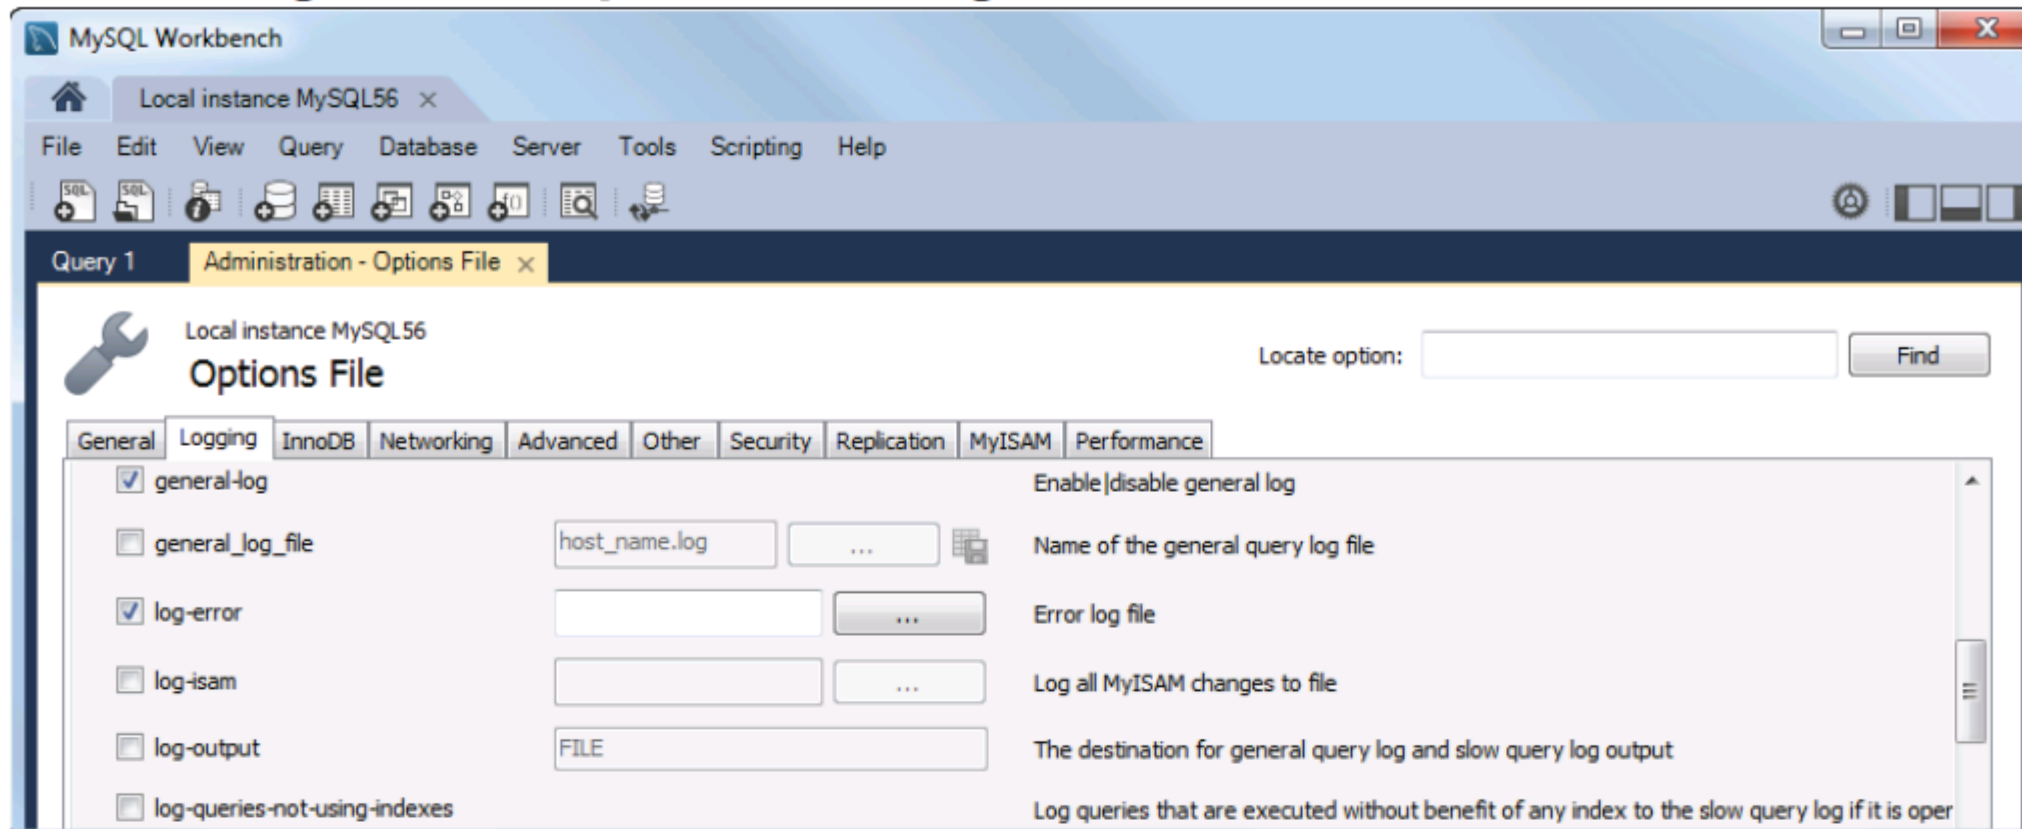 MySQL Workbench
Local instance MySQL56
File Edit View Query Database Server Tools Scripting Help
Query 1 Administration - Options File
Local instance MySQL56
Options File
Locate option: Find
General Logging InnoDB Networking Advanced Other Security Replication MyISAM Performance
general-log Enable|disable general log
general_log_file host_name.log ... Name of the general query log file
log-error ... Error log file
log-isam ... Log all MyISAM changes to file
log-output FILE The destination for general query log and slow query log output
log-queries-not-using-indexes Log queries that are executed without benefit of any index to the slow query log if it is oper